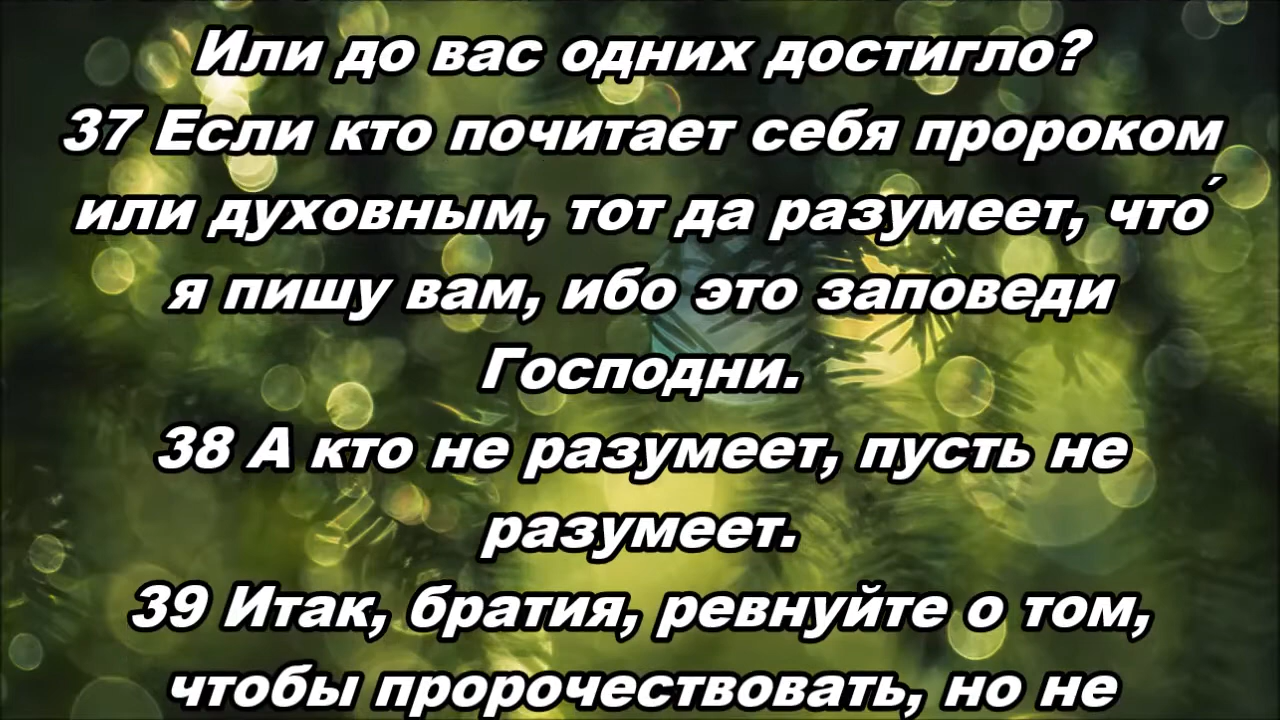 Или до вас одних достигло?
37 Если кто почитает себя пророком
или духовным, тот да разумеет, что́
я пишу вам, ибо это заповеди
Господни.
38 А кто не разумеет, пусть не
разумеет.
39 Итак, братия, ревнуйте о том,
чтобы пророчествовать, но не